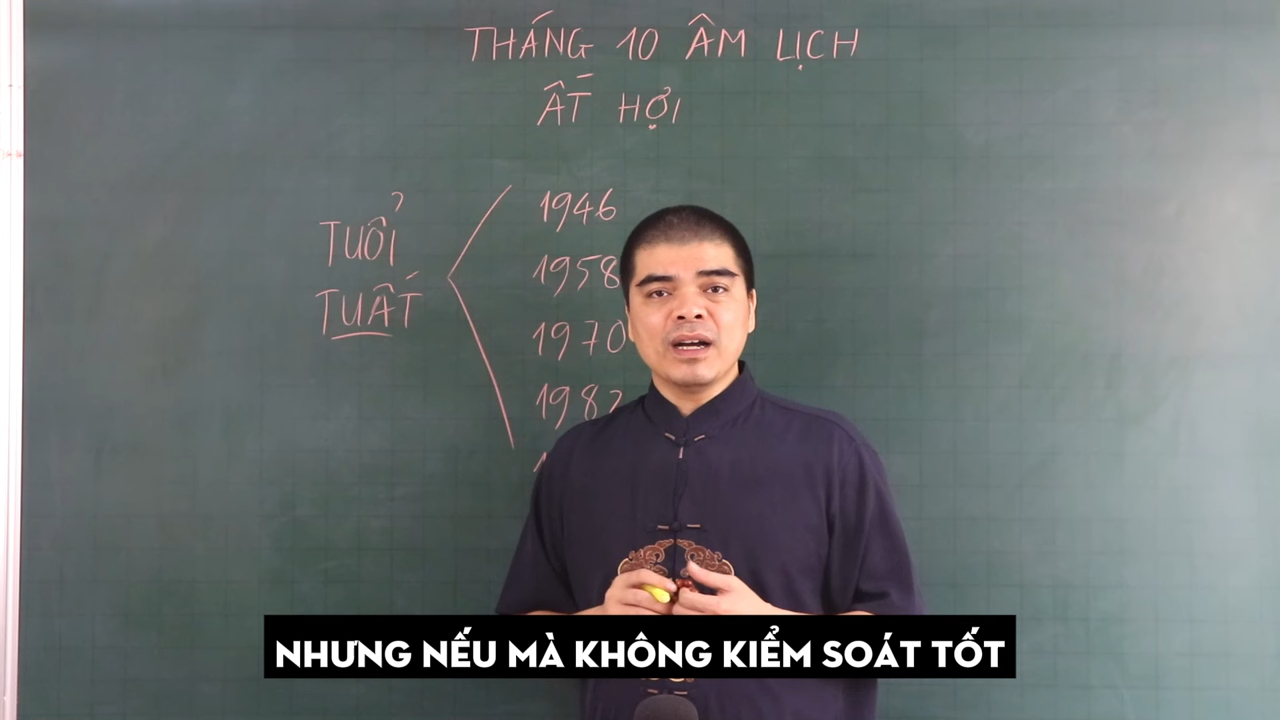 THÁNG 10 ÂM LỊCH
ẤT HỢI
TUỔI
TUẤT
1946
1958
1970
1982
NHƯNG NẾU MÀ KHÔNG KIỂM SOÁT TỐT